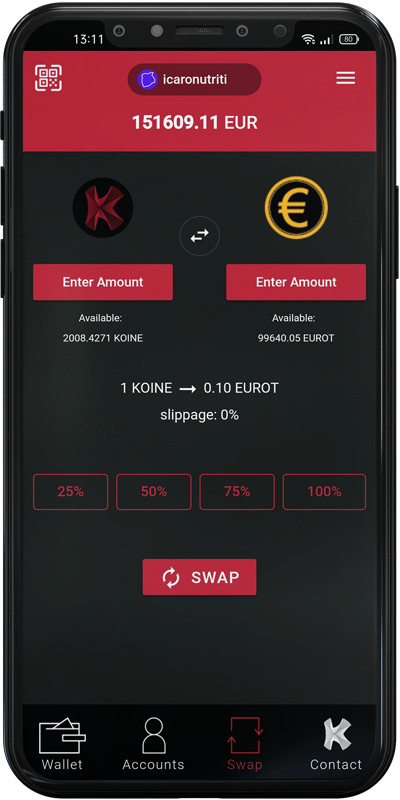 13:11
80
icaronutriti
151609.11 EUR
Enter Amount
Enter Amount
Available:
Available:
2008.4271 KOINE
99640.05 EUROT
1 KOINE → 0.10 EUROT
slippage: 0%
25% 50% 75% 100%
SWAP
Wallet Accounts Swap Contact